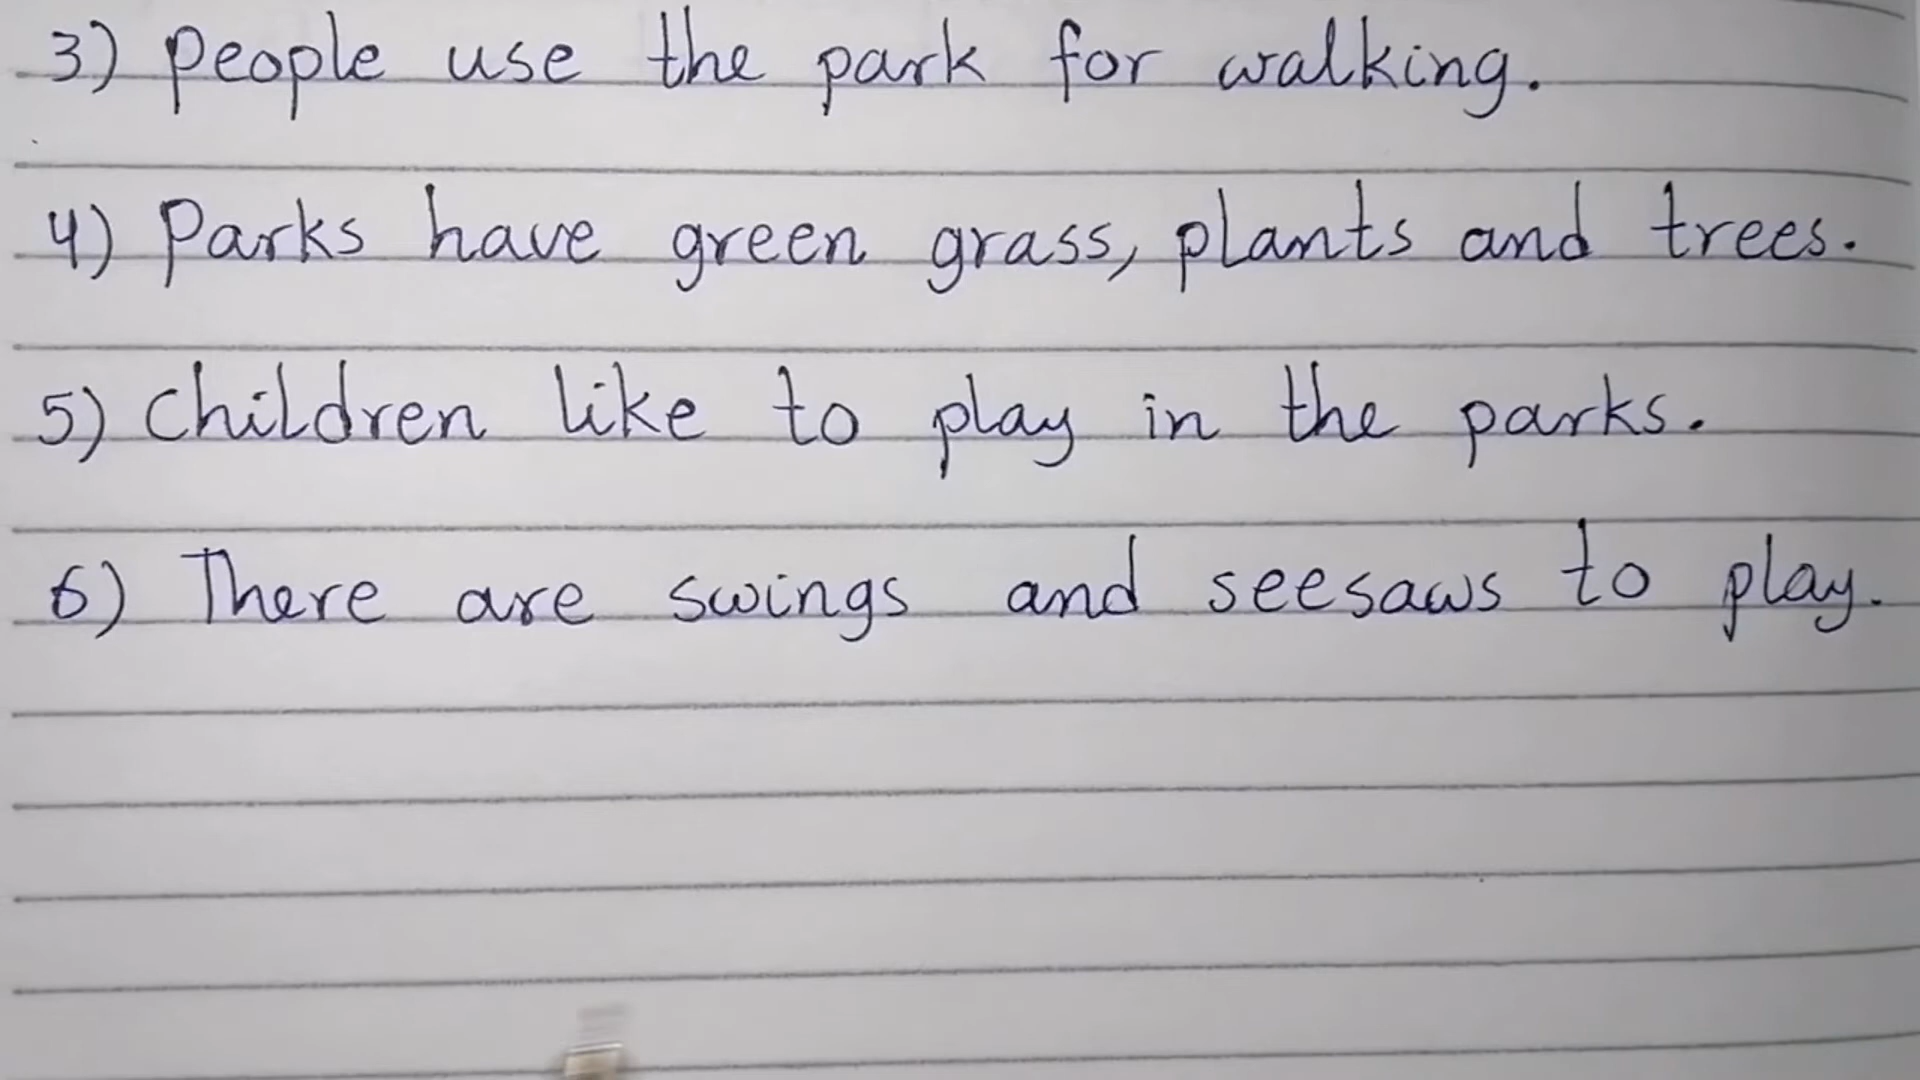 3) People use the park for walking.
4) Parks have green grass, plants and trees.
5) Children like to play in the parks.
6) There are swings and seesaws to play.